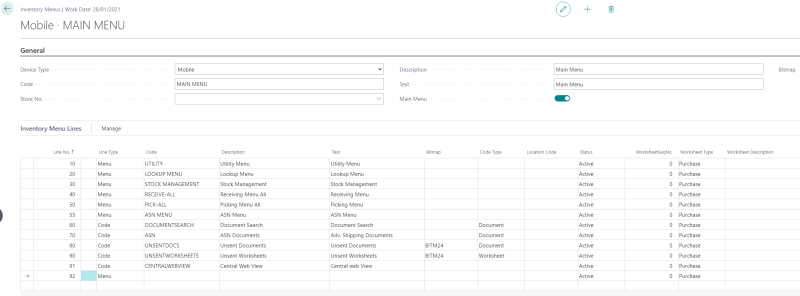 Inventory Menus | Work Date: 28/01/2021
Mobile · MAIN MENU
General
Device Type Mobile Description Main Menu Bitmap
Code MAIN MENU Text Main Menu
Store No. Main Menu
Inventory Menu Lines Manage
Line No. ↑ Line Type Code Description Text Bitmap Code Type Location Code Status WorksheetSeqNo Worksheet Type Worksheet Description
10 Menu UTILITY Utility Menu Utility Menu Active 0 Purchase
20 Menu LOOKUP MENU Lookup Menu Lookup Menu Active 0 Purchase
30 Menu STOCK MANAGEMENT Stock Management Stock Management Active 0 Purchase
40 Menu RECEIVE-ALL Receiving Menu All Receiving Menu Active 0 Purchase
50 Menu PICK-ALL Picking Menu All Picking Menu Active 0 Purchase
55 Menu ASN MENU ASN Menu ASN Menu Active 0 Purchase
60 Code DOCUMENTSEARCH Document Search Document Search Document Active 0 Purchase
70 Code ASN ASN Documents Adv. Shipping Documents Document Active 0 Purchase
80 Code UNSENTDOCS Unsent Documents Unsent Documents BITM24 Document Active 0 Purchase
90 Code UNSENTWORKSHEETS Unsent Worksheets Unsent Worksheets BITM24 Worksheet Active 0 Purchase
91 Code CENTRALWEBVIEW Central Web View Central web View Active 0 Purchase
92 Menu Active 0 Purchase